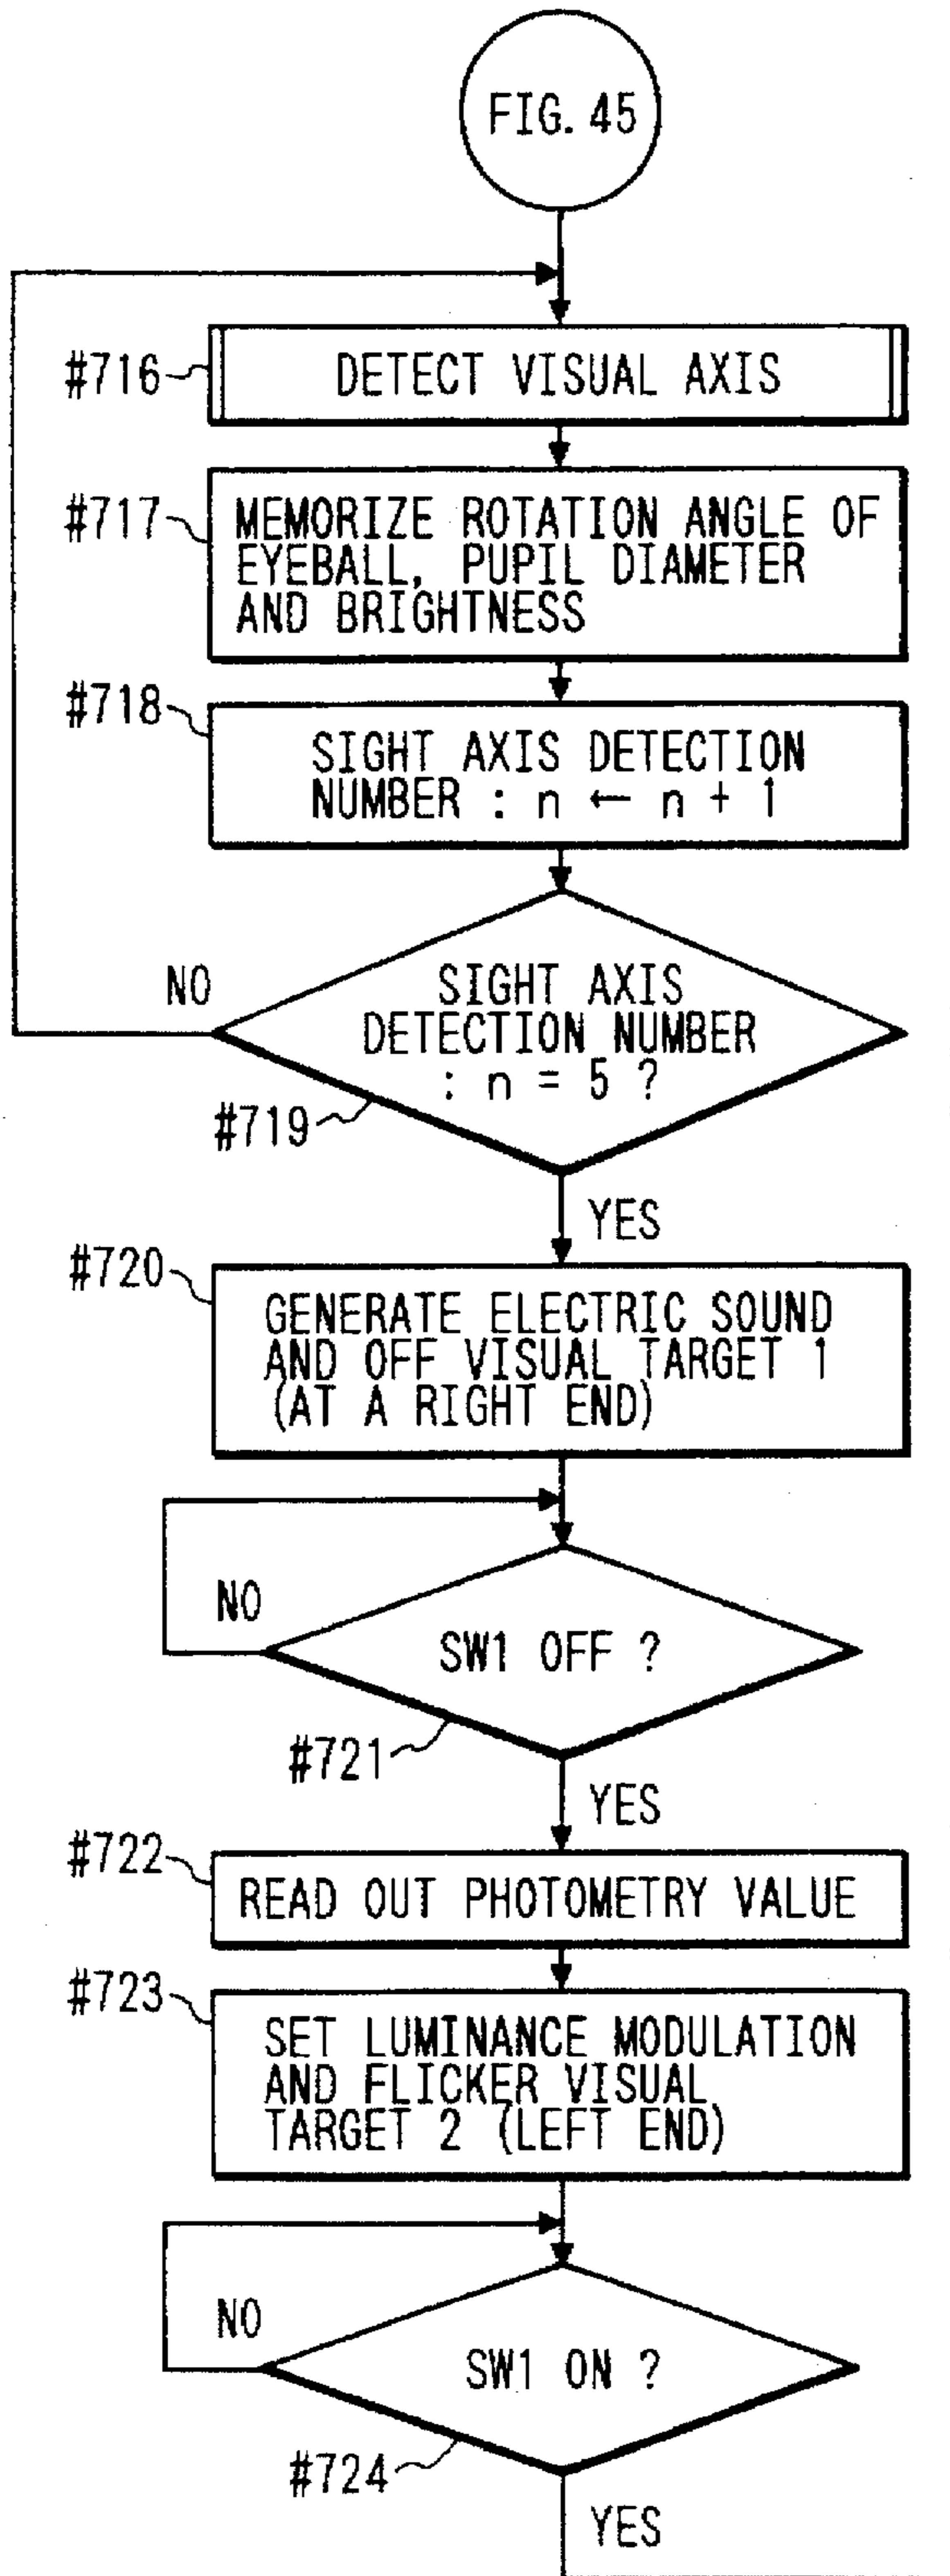 FIG. 45
#716
DETECT VISUAL AXIS
#717
MEMORIZE ROTATION ANGLE OF
EYEBALL, PUPIL DIAMETER
AND BRIGHTNESS
#718
SIGHT AXIS DETECTION
NUMBER : n ← n + 1
NO
SIGHT AXIS
DETECTION NUMBER
: n = 5 ?
#719
YES
#720
GENERATE ELECTRIC SOUND
AND OFF VISUAL TARGET 1
(AT A RIGHT END)
NO
SW1 OFF ?
#721
YES
#722
READ OUT PHOTOMETRY VALUE
#723
SET LUMINANCE MODULATION
AND FLICKER VISUAL
TARGET 2 (LEFT END)
NO
SW1 ON ?
#724
YES